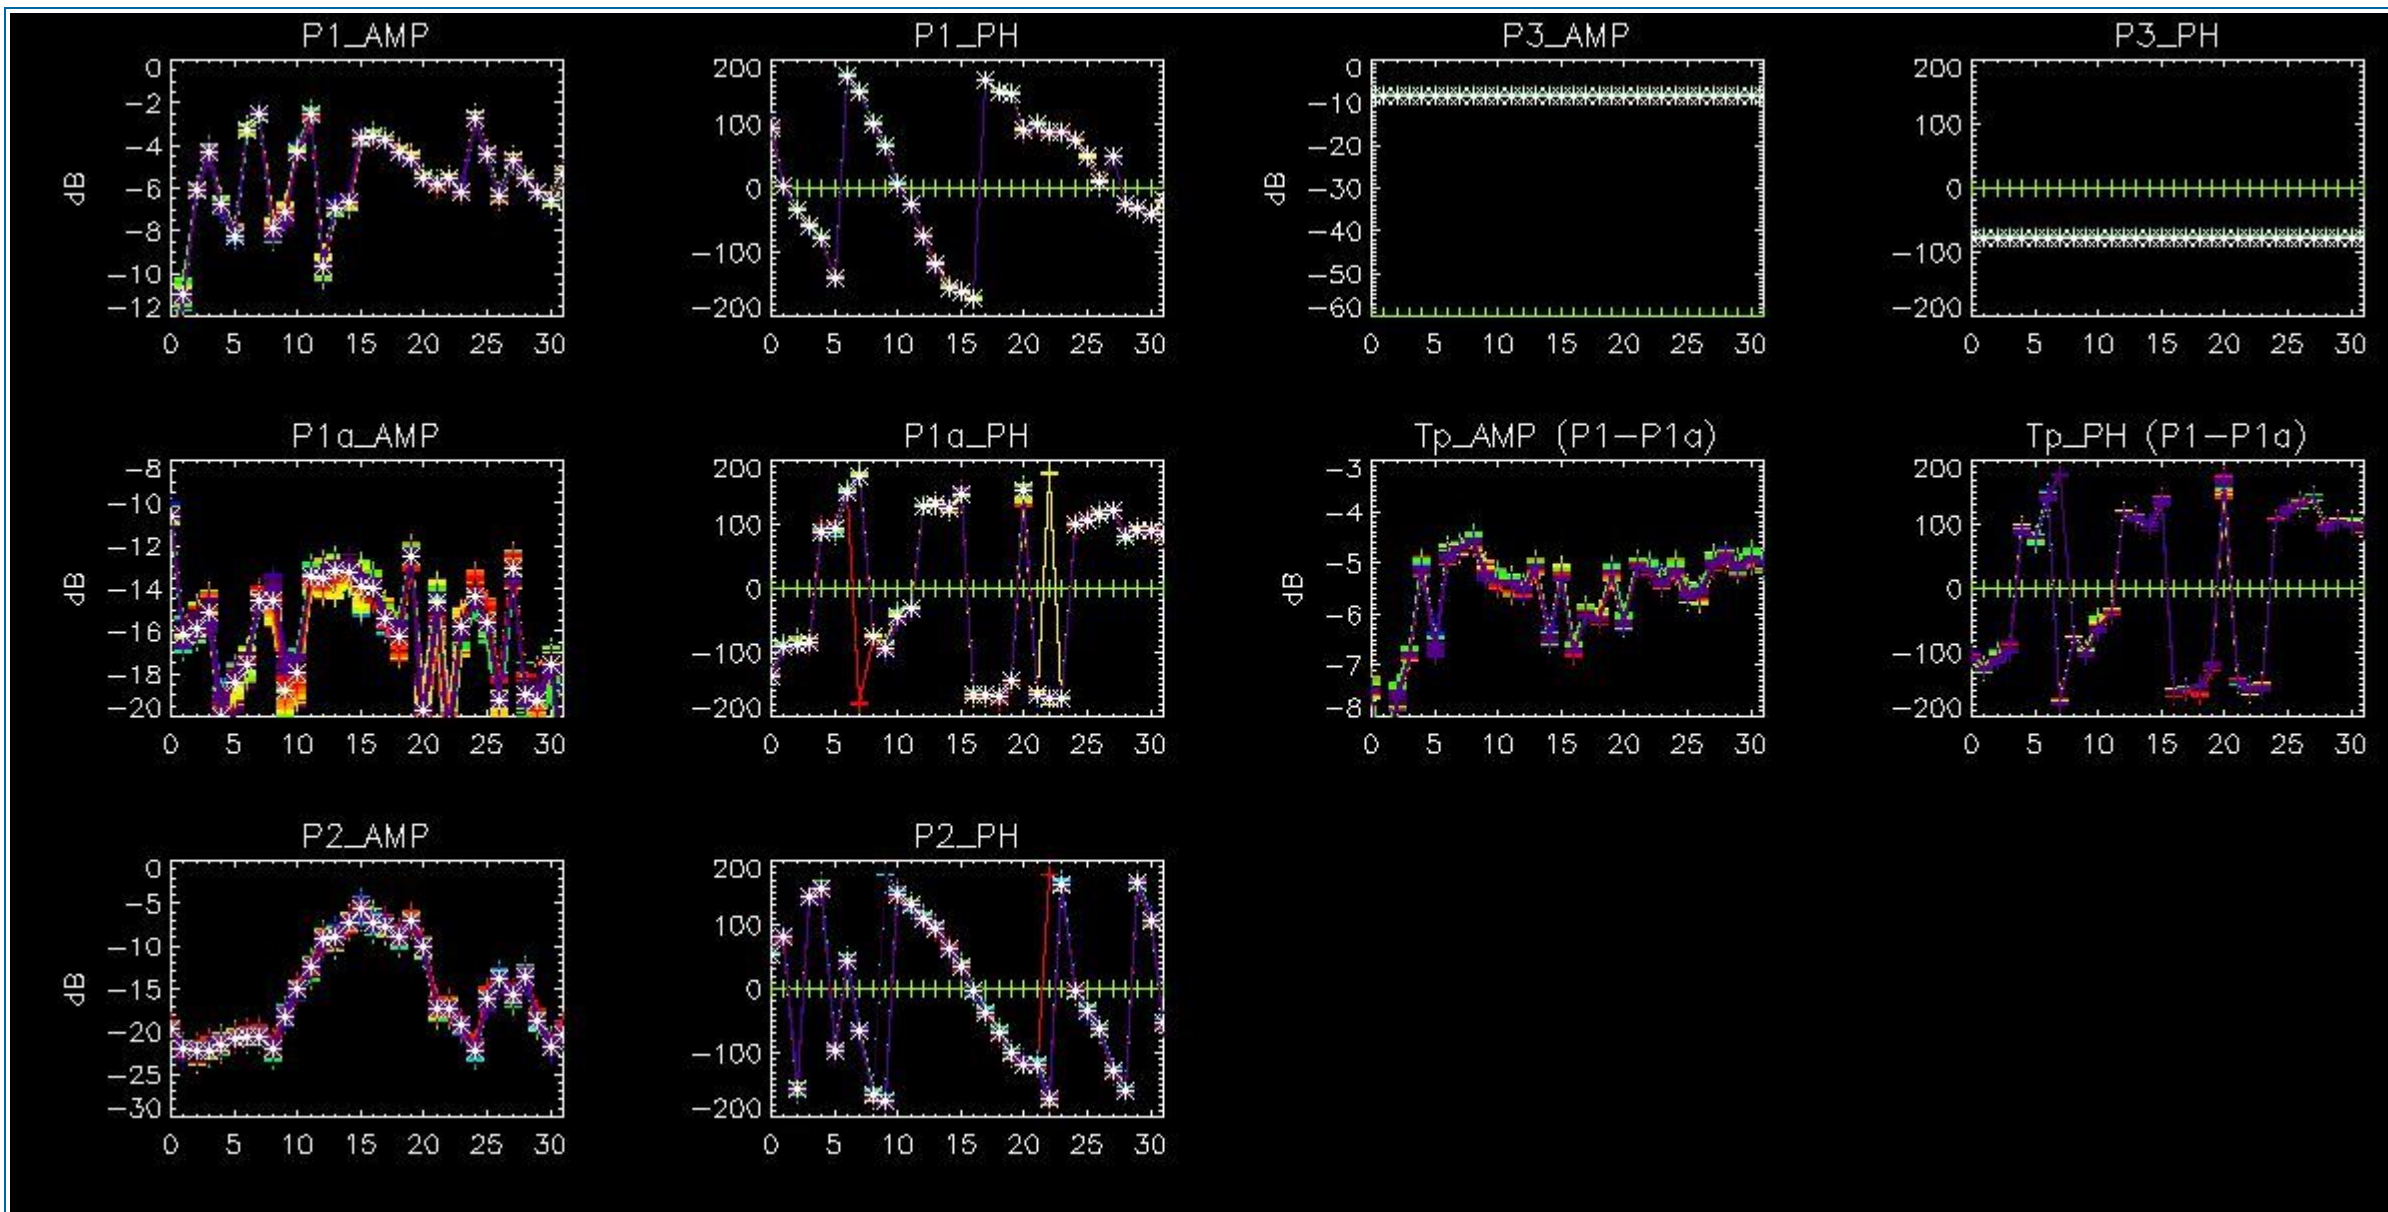 P1_AMP
0
−2
−4
−6
−8
−10
−12
dB
0 5 10 15 20 25 30
P1_PH
200
100
0
−100
−200
0 5 10 15 20 25 30
P3_AMP
0
−10
−20
−30
−40
−50
−60
dB
0 5 10 15 20 25 30
P3_PH
200
100
0
−100
−200
0 5 10 15 20 25 30
P1a_AMP
−8
−10
−12
−14
−16
−18
−20
dB
0 5 10 15 20 25 30
P1a_PH
200
100
0
−100
−200
0 5 10 15 20 25 30
Tp_AMP (P1−P1a)
−3
−4
−5
−6
−7
−8
dB
0 5 10 15 20 25 30
Tp_PH (P1−P1a)
200
100
0
−100
−200
0 5 10 15 20 25 30
P2_AMP
0
−5
−10
−15
−20
−25
−30
dB
0 5 10 15 20 25 30
P2_PH
200
100
0
−100
−200
0 5 10 15 20 25 30